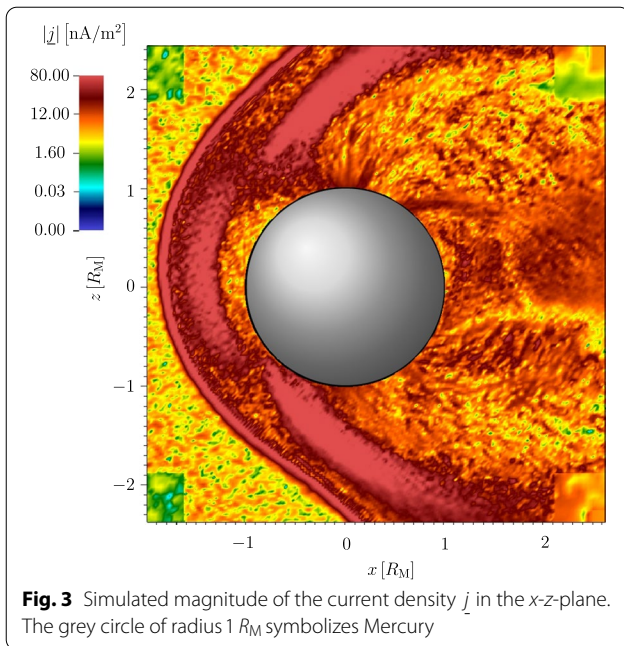 |j| [nA/m²]
80.00
12.00
1.60
0.03
0.00
2
1
0
−1
−2
z [R_M]
−1 0 1 2
x [R_M]
Fig. 3 Simulated magnitude of the current density j in the x-z-plane.
The grey circle of radius 1 R_M symbolizes Mercury